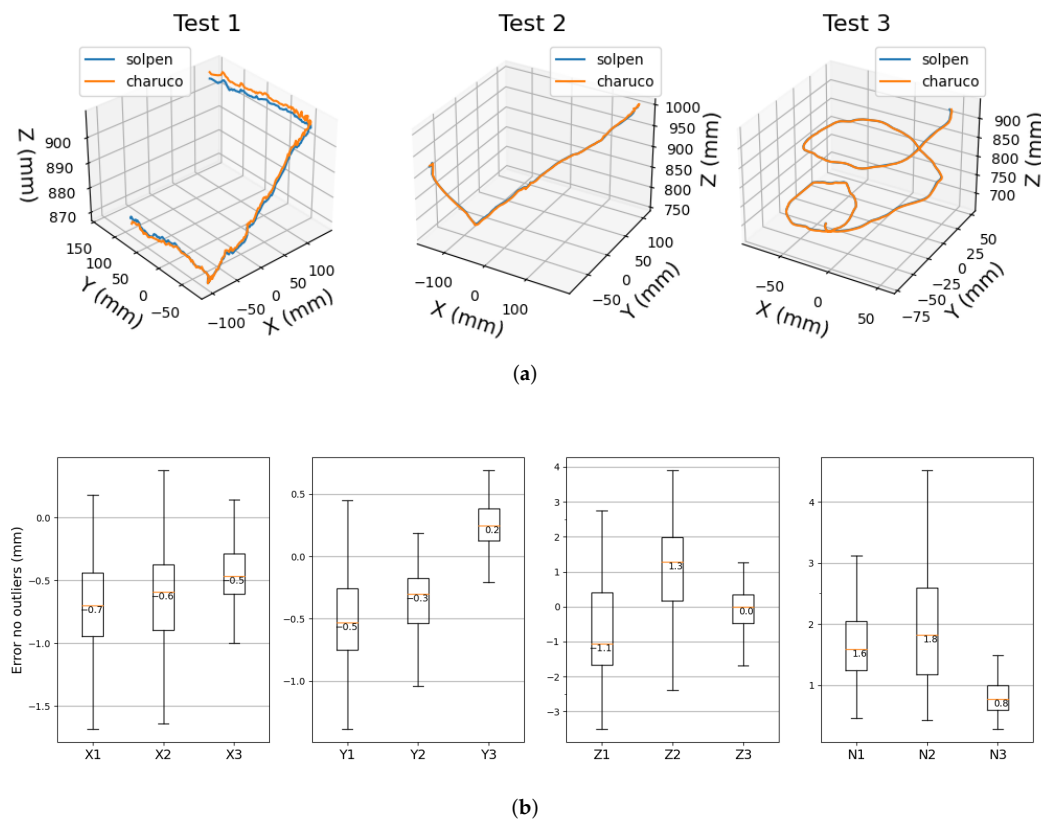 Test 1
solpen
charuco
Z (mm)
900
890
880
870
150
100
50
0
−50
Y (mm)
−100
−50
0
50
100
X (mm)
Test 2
solpen
charuco
1000
950
900
850
800
750
Z (mm)
−100
0
100
X (mm)
−50
0
50
100
Y (mm)
Test 3
solpen
charuco
900
850
800
750
700
Z (mm)
−50
0
50
X (mm)
−75
−50
−25
0
25
50
Y (mm)
(a)
Error no outliers (mm)
0.0
−0.5
−1.0
−1.5
−0.7
−0.6
−0.5
X1 X2 X3
0.5
0.0
−0.5
−1.0
−0.5
−0.3
0.2
Y1 Y2 Y3
4
3
2
1
0
−1
−2
−3
−1.1
1.3
0.0
Z1 Z2 Z3
4
3
2
1
1.6
1.8
0.8
N1 N2 N3
(b)